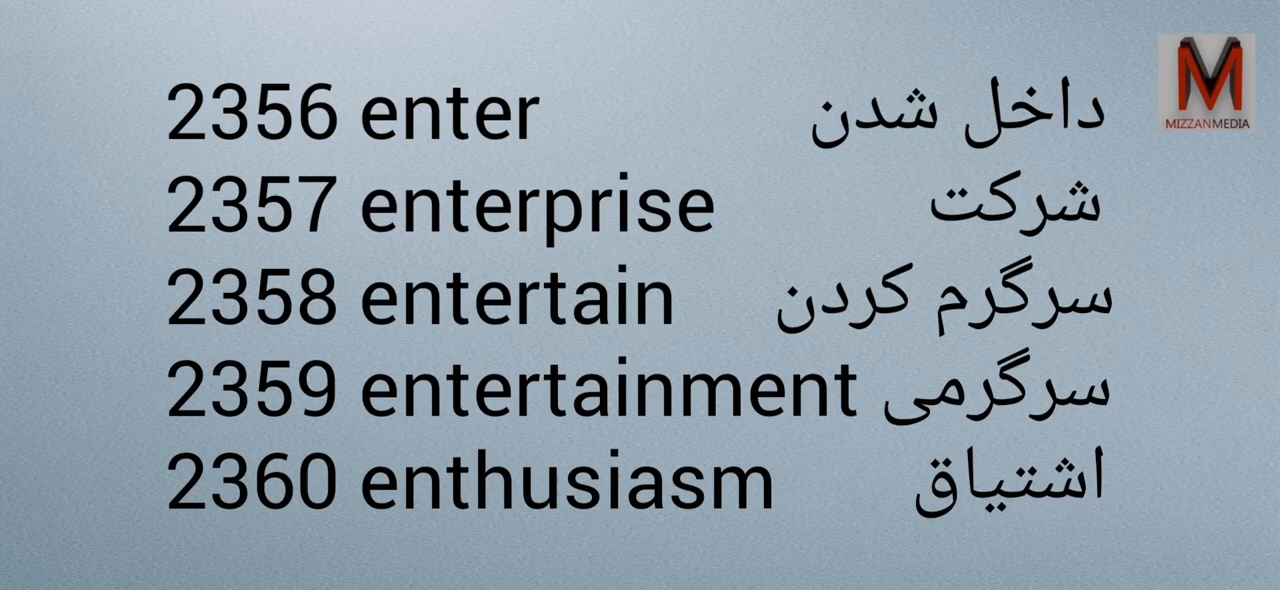 2356 enter داخل شدن
2357 enterprise شرکت
2358 entertain سرگرم کردن
2359 entertainment سرگرمی
2360 enthusiasm اشتیاق
M
MIZZANMEDIA